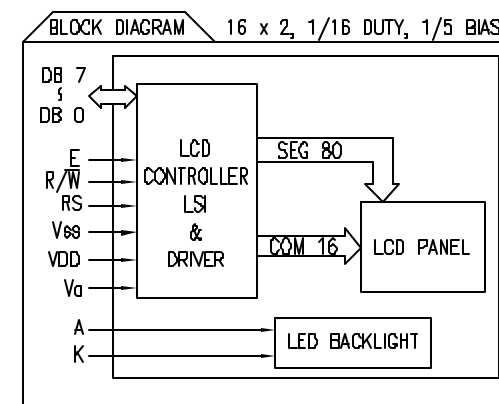 BLOCK DIAGRAM 16 x 2, 1/16 DUTY, 1/5 BIAS
DB 7
~
DB 0
E
R/W̅
RS
Vss
VDD
Vo
A
K
LCD
CONTROLLER
LSI
&
DRIVER
SEG 80
COM 16
LCD PANEL
LED BACKLIGHT